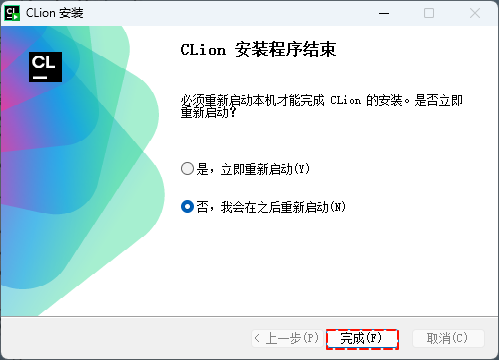 CLion 安装
CL
CLion 安装程序结束
必须重新启动本机才能完成 CLion 的安装。是否立即
重新启动？
是，立即重新启动(Y)
否，我会在之后重新启动(N)
< 上一步(P)
完成(F)
取消(C)